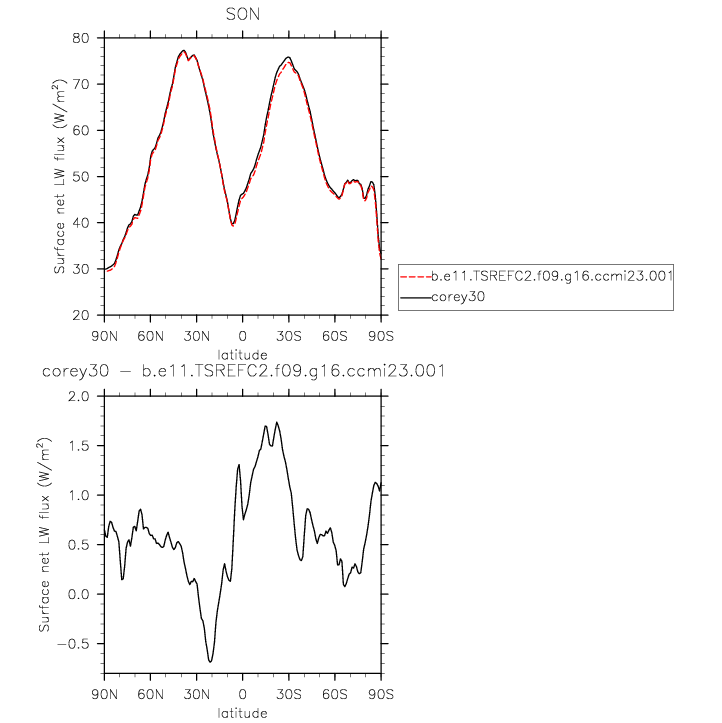 SON
80
70
60
50
40
30
20
Surface net LW flux (W/m²)
90N 60N 30N 0 30S 60S 90S
latitude
b.e11.TSREFC2.f09.g16.ccmi23.001
corey30
corey30 − b.e11.TSREFC2.f09.g16.ccmi23.001
2.0
1.5
1.0
0.5
0.0
−0.5
Surface net LW flux (W/m²)
90N 60N 30N 0 30S 60S 90S
latitude